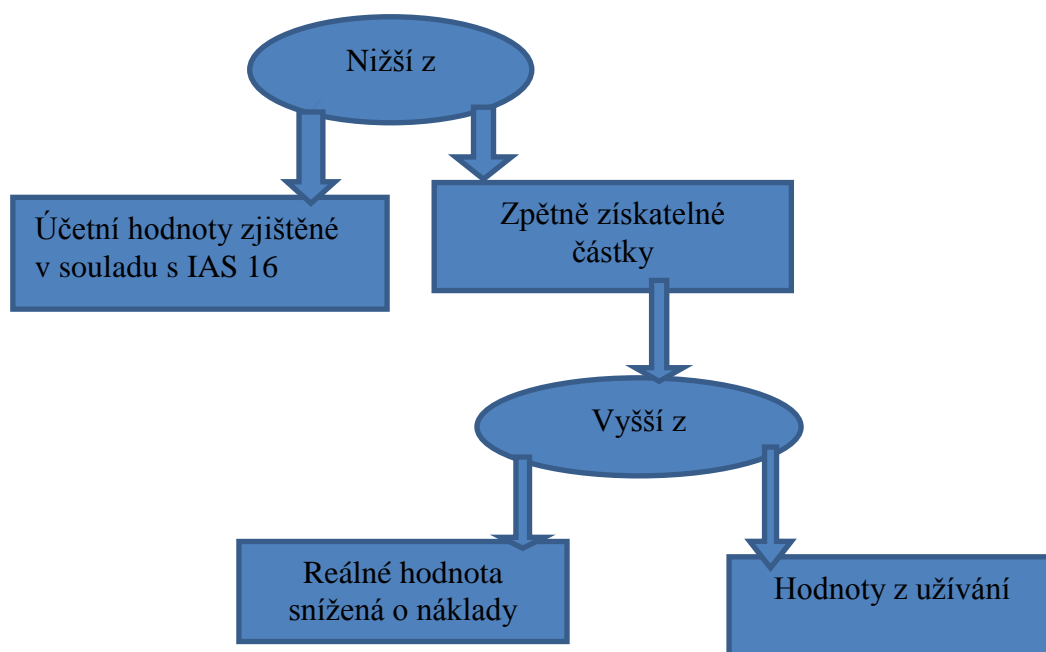 Nižší z
Účetní hodnoty zjištěné
v souladu s IAS 16
Zpětně získatelné
částky
Vyšší z
Reálné hodnota
snížená o náklady
Hodnoty z užívání